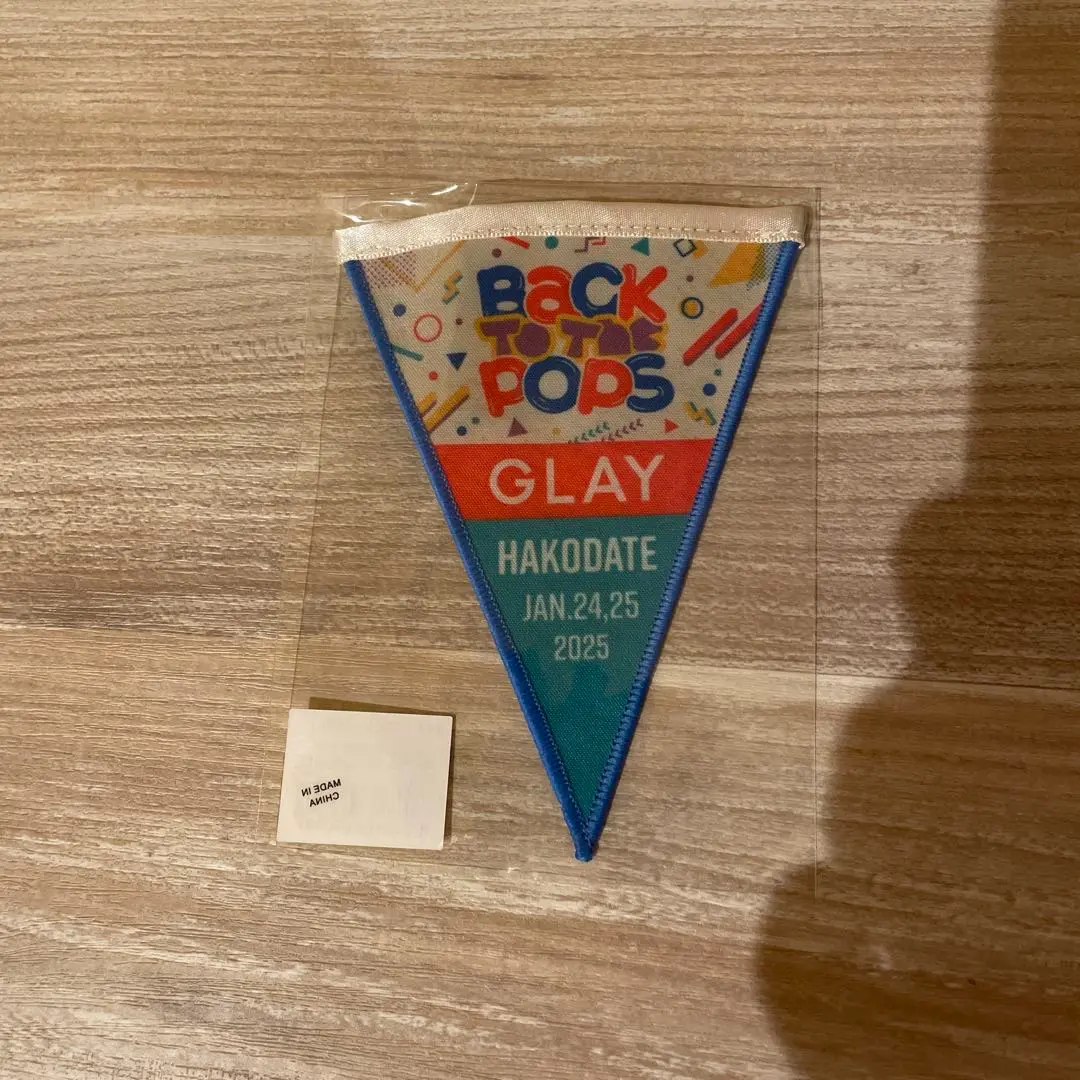 BACK
TO THE
POPS
GLAY
HAKODATE
JAN.24,25
2025
MADE IN
CHINA